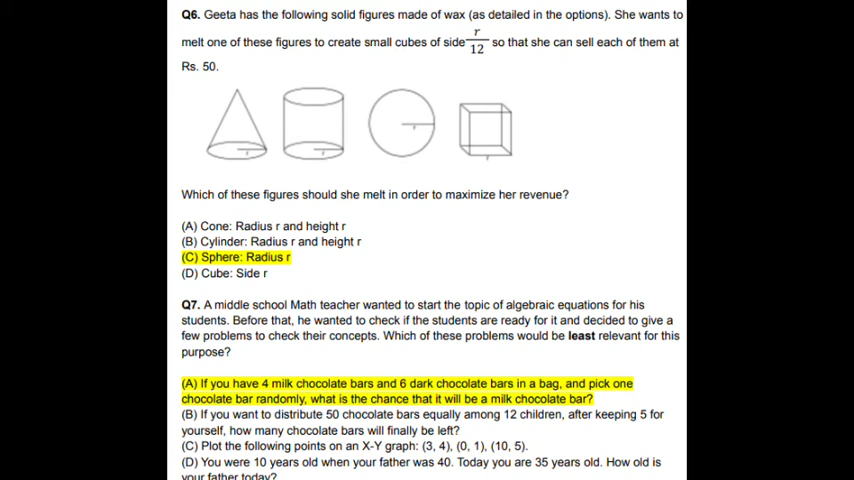 Q6. Geeta has the following solid figures made of wax (as detailed in the options). She wants to
melt one of these figures to create small cubes of side r/12 so that she can sell each of them at
Rs. 50.
r r r r
Which of these figures should she melt in order to maximize her revenue?
(A) Cone: Radius r and height r
(B) Cylinder: Radius r and height r
(C) Sphere: Radius r
(D) Cube: Side r
Q7. A middle school Math teacher wanted to start the topic of algebraic equations for his
students. Before that, he wanted to check if the students are ready for it and decided to give a
few problems to check their concepts. Which of these problems would be least relevant for this
purpose?
(A) If you have 4 milk chocolate bars and 6 dark chocolate bars in a bag, and pick one
chocolate bar randomly, what is the chance that it will be a milk chocolate bar?
(B) If you want to distribute 50 chocolate bars equally among 12 children, after keeping 5 for
yourself, how many chocolate bars will finally be left?
(C) Plot the following points on an X-Y graph: (3, 4), (0, 1), (10, 5).
(D) You were 10 years old when your father was 40. Today you are 35 years old. How old is
your father today?